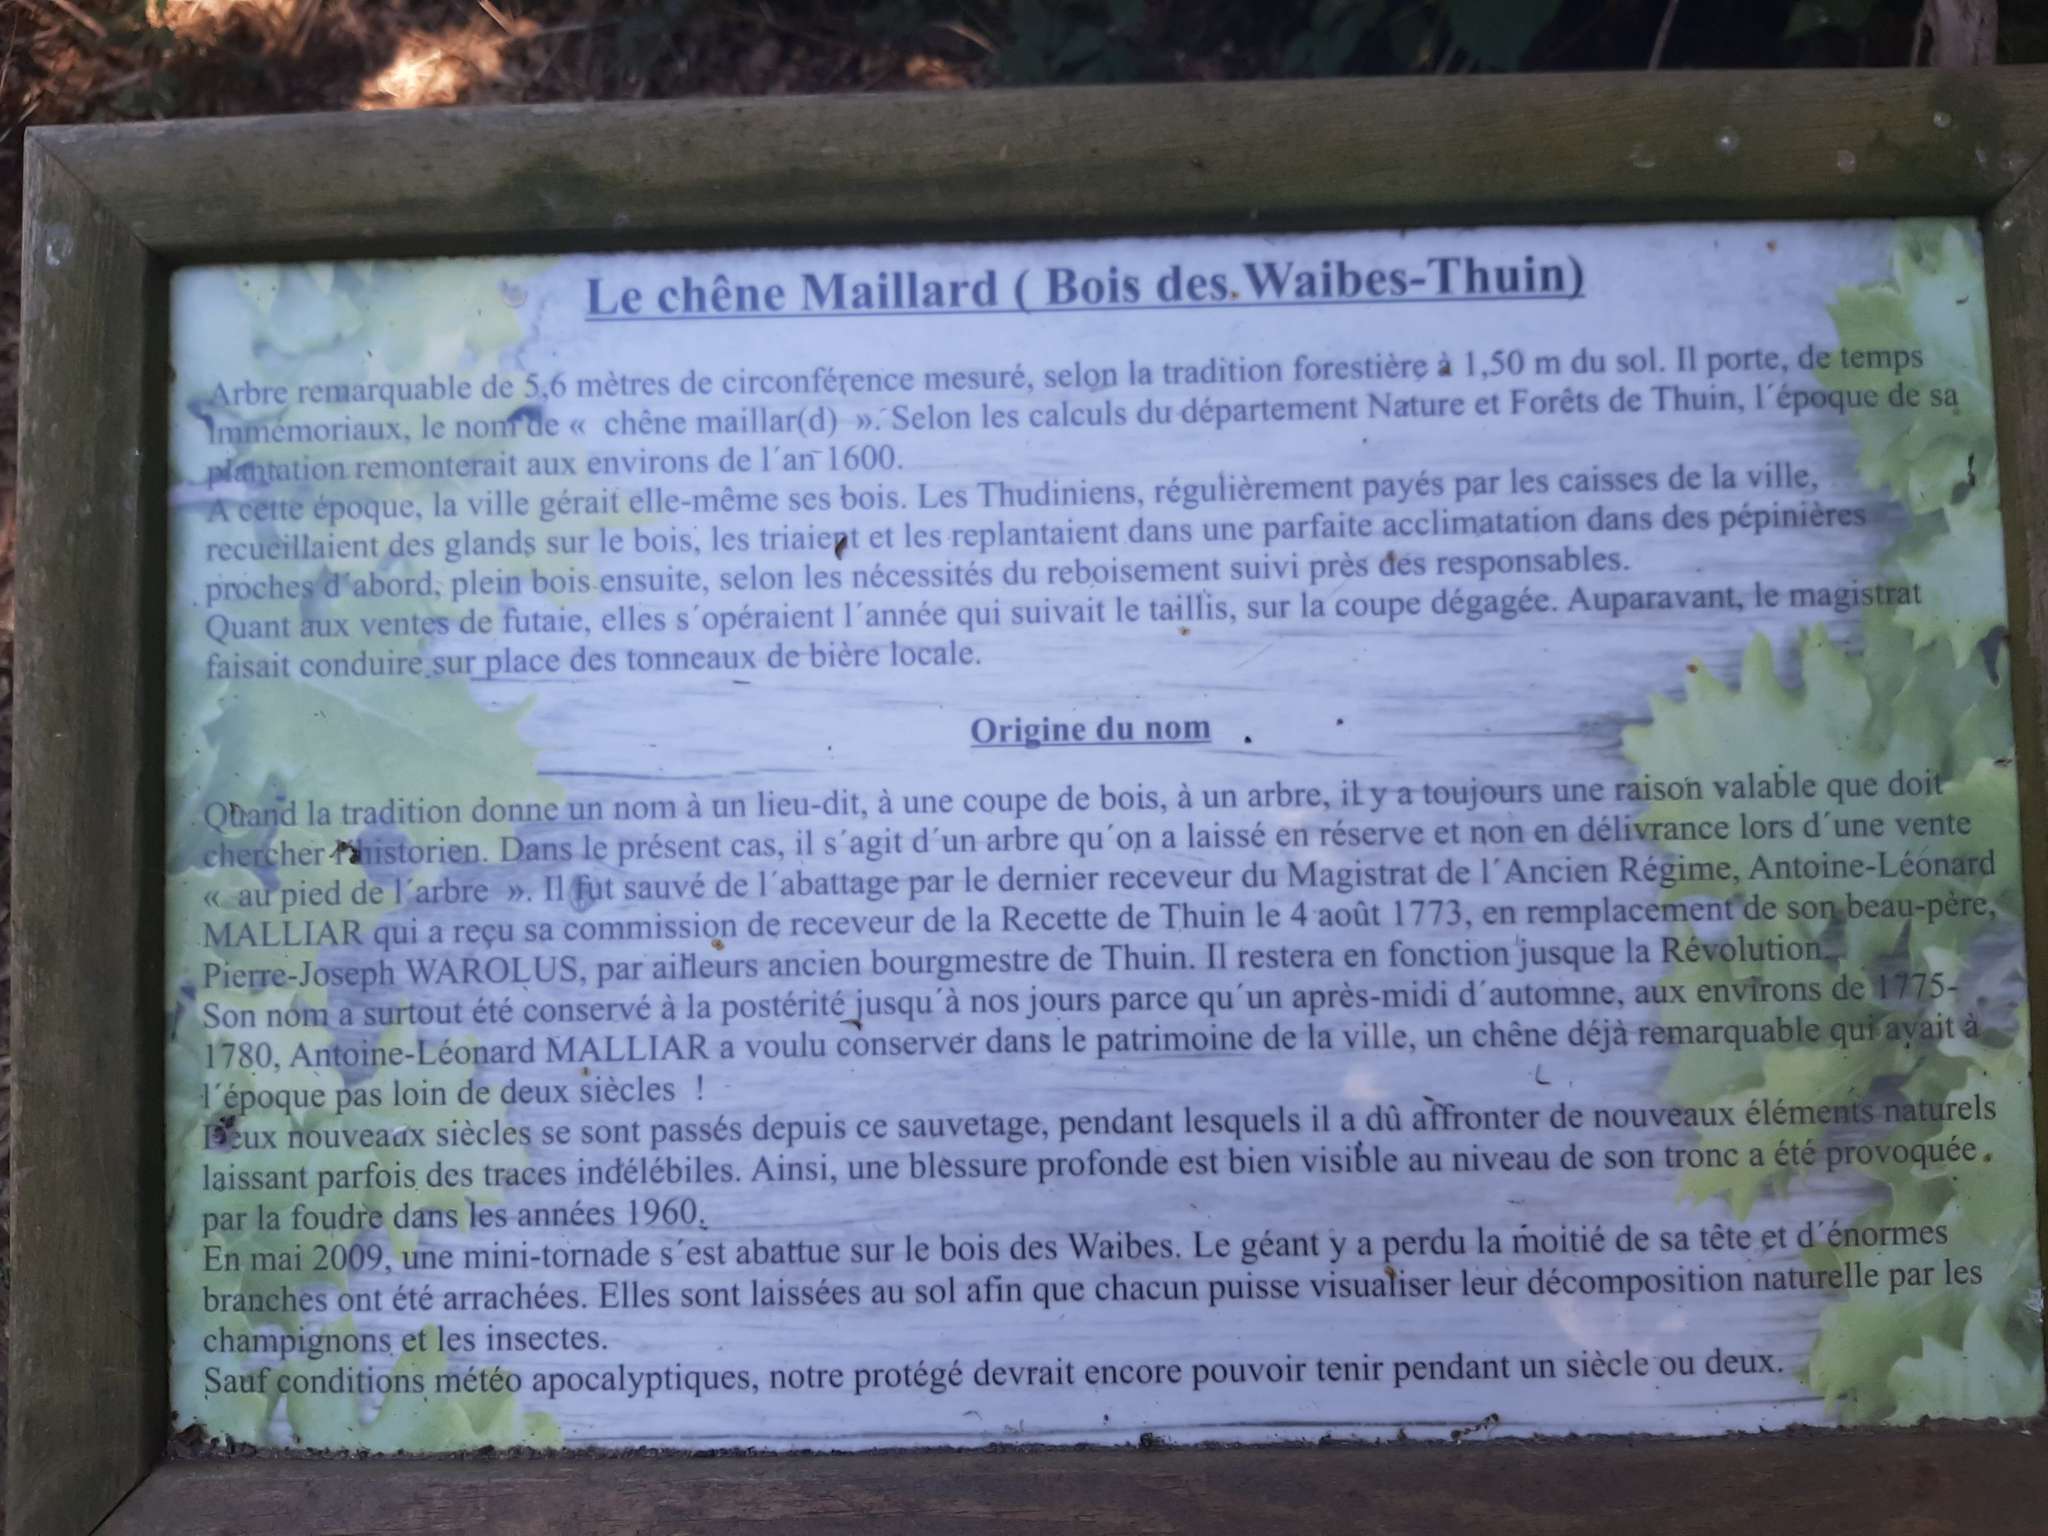 Le chêne Maillard ( Bois des Waibes-Thuin)
Arbre remarquable de 5,6 mètres de circonférence mesuré, selon la tradition forestière à 1,50 m du sol. Il porte, de temps
immémoriaux, le nom de « chêne maillar(d) ». Selon les calculs du département Nature et Forêts de Thuin, l´époque de sa
plantation remonterait aux environs de l´an 1600.
A cette époque, la ville gérait elle-même ses bois. Les Thudiniens, régulièrement payés par les caisses de la ville,
recueillaient des glands sur le bois, les triaient et les replantaient dans une parfaite acclimatation dans des pépinières
proches d´abord, plein bois ensuite, selon les nécessités du reboisement suivi près des responsables.
Quant aux ventes de futaie, elles s´opéraient l´année qui suivait le taillis, sur la coupe dégagée. Auparavant, le magistrat
faisait conduire sur place des tonneaux de bière locale.
Origine du nom
Quand la tradition donne un nom à un lieu-dit, à une coupe de bois, à un arbre, il y a toujours une raison valable que doit
chercher l´historien. Dans le présent cas, il s´agit d´un arbre qu´on a laissé en réserve et non en délivrance lors d´une vente
« au pied de l´arbre ». Il fut sauvé de l´abattage par le dernier receveur du Magistrat de l´Ancien Régime, Antoine-Léonard
MALLIAR qui a reçu sa commission de receveur de la Recette de Thuin le 4 août 1773, en remplacement de son beau-père,
Pierre-Joseph WAROLUS, par ailleurs ancien bourgmestre de Thuin. Il restera en fonction jusque la Révolution.
Son nom a surtout été conservé à la postérité jusqu´à nos jours parce qu´un après-midi d´automne, aux environs de 1775-
1780, Antoine-Léonard MALLIAR a voulu conserver dans le patrimoine de la ville, un chêne déjà remarquable qui avait à
l´époque pas loin de deux siècles !
Deux nouveaux siècles se sont passés depuis ce sauvetage, pendant lesquels il a dû affronter de nouveaux éléments naturels
laissant parfois des traces indélébiles. Ainsi, une blessure profonde est bien visible au niveau de son tronc a été provoquée
par la foudre dans les années 1960.
En mai 2009, une mini-tornade s´est abattue sur le bois des Waibes. Le géant y a perdu la moitié de sa tête et d´énormes
branches ont été arrachées. Elles sont laissées au sol afin que chacun puisse visualiser leur décomposition naturelle par les
champignons et les insectes.
Sauf conditions météo apocalyptiques, notre protégé devrait encore pouvoir tenir pendant un siècle ou deux.